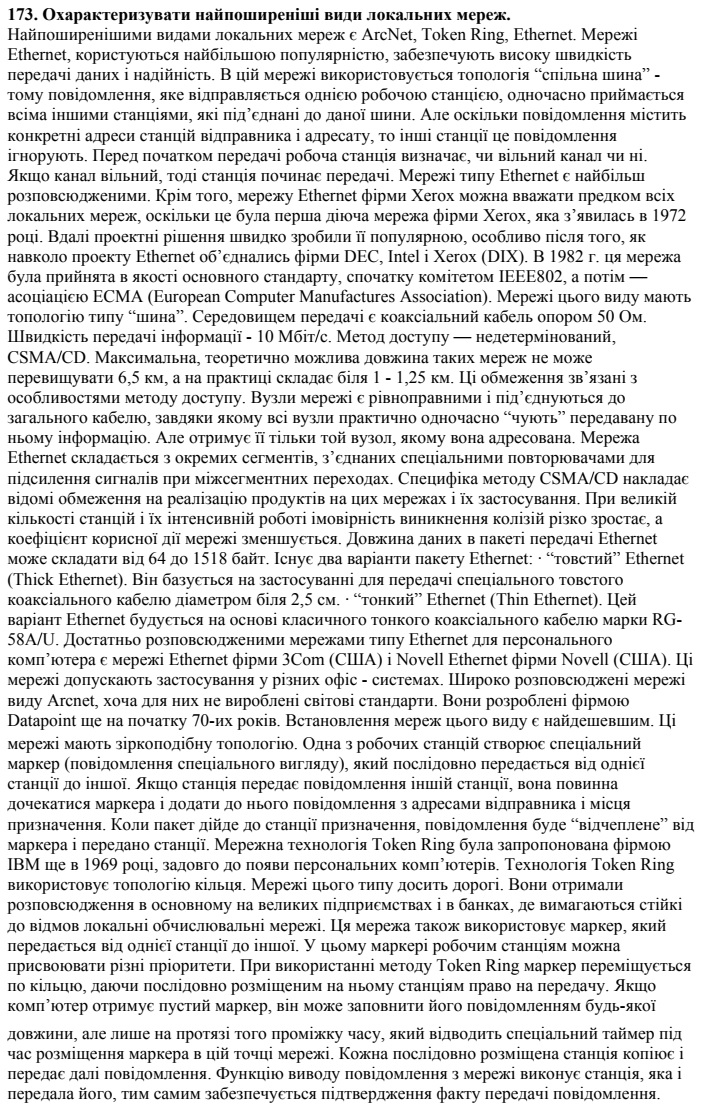 173. Охарактеризувати найпоширеніші види локальних мереж.
Найпоширенішими видами локальних мереж є ArcNet, Token Ring, Ethernet. Мережі
Ethernet, користуються найбільшою популярністю, забезпечують високу швидкість
передачі даних і надійність. В цій мережі використовується топологія “спільна шина” -
тому повідомлення, яке відправляється однією робочою станцією, одночасно приймається
всіма іншими станціями, які під’єднані до даної шини. Але оскільки повідомлення містить
конкретні адреси станцій відправника і адресату, то інші станції це повідомлення
ігнорують. Перед початком передачі робоча станція визначає, чи вільний канал чи ні.
Якщо канал вільний, тоді станція починає передачі. Мережі типу Ethernet є найбільш
розповсюдженими. Крім того, мережу Ethernet фірми Xerox можна вважати предком всіх
локальних мереж, оскільки це була перша діюча мережа фірми Xerox, яка з’явилась в 1972
році. Вдалі проектні рішення швидко зробили її популярною, особливо після того, як
навколо проекту Ethernet об’єднались фірми DEC, Intel і Xerox (DIX). В 1982 г. ця мережа
була прийнята в якості основного стандарту, спочатку комітетом IEEE802, а потім —
асоціацією ECMA (European Computer Manufactures Association). Мережі цього виду мають
топологію типу “шина”. Середовищем передачі є коаксіальний кабель опором 50 Ом.
Швидкість передачі інформації - 10 Мбіт/с. Метод доступу — недетермінований,
CSMA/CD. Максимальна, теоретично можлива довжина таких мереж не може
перевищувати 6,5 км, а на практиці складає біля 1 - 1,25 км. Ці обмеження зв’язані з
особливостями методу доступу. Вузли мережі є рівноправними і під’єднуються до
загального кабелю, завдяки якому всі вузли практично одночасно “чують” передавану по
ньому інформацію. Але отримує її тільки той вузол, якому вона адресована. Мережа
Ethernet складається з окремих сегментів, з’єднаних спеціальними повторювачами для
підсилення сигналів при міжсегментних переходах. Специфіка методу CSMA/CD накладає
відомі обмеження на реалізацію продуктів на цих мережах і їх застосування. При великій
кількості станцій і їх інтенсивній роботі імовірність виникнення колізій різко зростає, а
коефіцієнт корисної дії мережі зменшується. Довжина даних в пакеті передачі Ethernet
може складати від 64 до 1518 байт. Існує два варіанти пакету Ethernet: · “товстий” Ethernet
(Thick Ethernet). Він базується на застосуванні для передачі спеціального товстого
коаксіального кабелю діаметром біля 2,5 см. · “тонкий” Ethernet (Thin Ethernet). Цей
варіант Ethernet будується на основі класичного тонкого коаксіального кабелю марки RG-
58A/U. Достатньо розповсюдженими мережами типу Ethernet для персонального
комп’ютера є мережі Ethernet фірми 3Com (США) і Novell Ethernet фірми Novell (США). Ці
мережі допускають застосування у різних офіс - системах. Широко розповсюджені мережі
виду Arcnet, хоча для них не вироблені світові стандарти. Вони розроблені фірмою
Datapoint ще на початку 70-их років. Встановлення мереж цього виду є найдешевшим. Ці
мережі мають зіркоподібну топологію. Одна з робочих станцій створює спеціальний
маркер (повідомлення спеціального вигляду), який послідовно передається від однієї
станції до іншої. Якщо станція передає повідомлення іншій станції, вона повинна
дочекатися маркера і додати до нього повідомлення з адресами відправника і місця
призначення. Коли пакет дійде до станції призначення, повідомлення буде “відчеплене” від
маркера і передано станції. Мережна технологія Token Ring була запропонована фірмою
IBM ще в 1969 році, задовго до появи персональних комп’ютерів. Технологія Token Ring
використовує топологію кільця. Мережі цього типу досить дорогі. Вони отримали
розповсюдження в основному на великих підприємствах і в банках, де вимагаються стійкі
до відмов локальні обчислювальні мережі. Ця мережа також використовує маркер, який
передається від однієї станції до іншої. У цьому маркері робочим станціям можна
присвоювати різні пріоритети. При використанні методу Token Ring маркер переміщується
по кільцю, даючи послідовно розміщеним на ньому станціям право на передачу. Якщо
комп’ютер отримує пустий маркер, він може заповнити його повідомленням будь-якої
довжини, але лише на протязі того проміжку часу, який відводить спеціальний таймер під
час розміщення маркера в цій точці мережі. Кожна послідовно розміщена станція копіює і
передає далі повідомлення. Функцію виводу повідомлення з мережі виконує станція, яка і
передала його, тим самим забезпечується підтвердження факту передачі повідомлення.